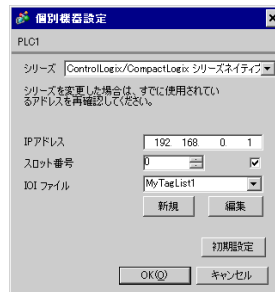 個別機器設定
PLC1
シリーズ ControlLogix/CompactLogix シリーズネイティブ
シリーズを変更した場合は、すでに使用されてい
るアドレスを再確認してください。
IPアドレス 192 168 0 1
スロット番号 0
IOI ファイル MyTagList1
新規 編集
初期設定
OK(O) キャンセル